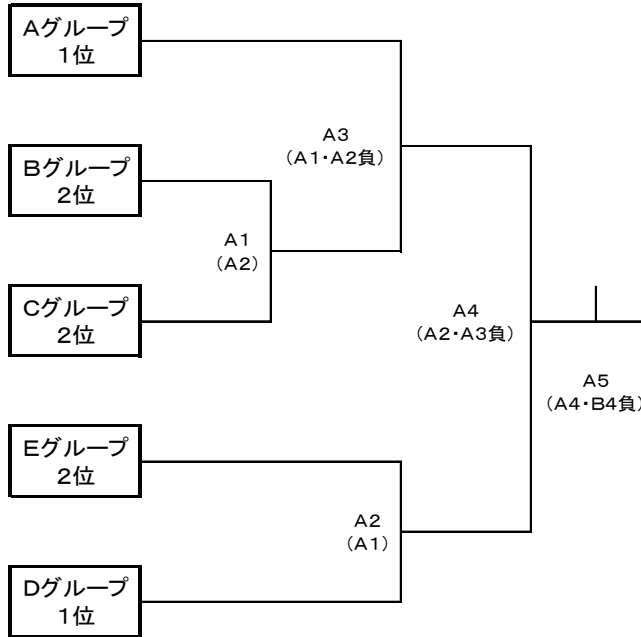 Aグループ
1位
A3
(A1・A2負)
Bグループ
2位
A1
(A2)
Cグループ
2位
A4
(A2・A3負)
A5
(A4・B4負)
Eグループ
2位
A2
(A1)
Dグループ
1位